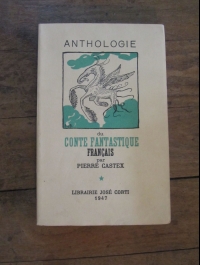 ANTHOLOGIE
du
CONTE FANTASTIQUE
FRANÇAIS
par
PIERRE CASTEX
*
LIBRAIRIE JOSÉ CORTI
1947